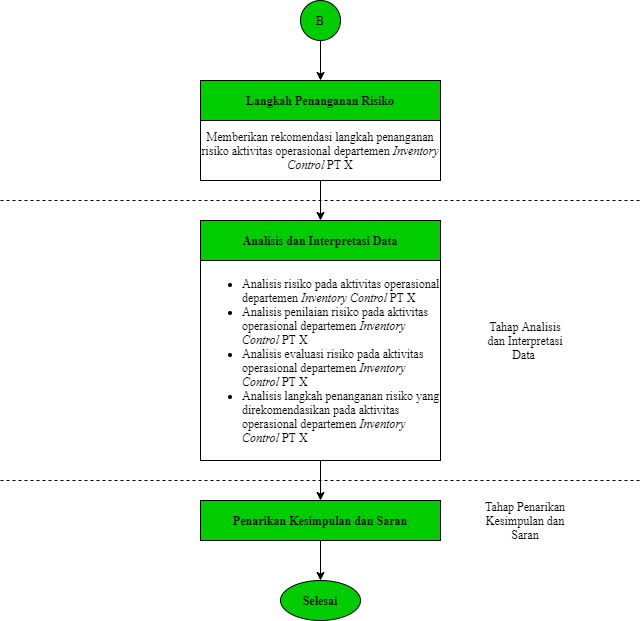 B
Langkah Penanganan Risiko
Memberikan rekomendasi langkah penanganan
risiko aktivitas operasional departemen Inventory
Control PT X
Analisis dan Interpretasi Data
• Analisis risiko pada aktivitas operasional
departemen Inventory Control PT X
• Analisis penilaian risiko pada aktivitas
operasional departemen Inventory
Control PT X
• Analisis evaluasi risiko pada aktivitas
operasional departemen Inventory
Control PT X
• Analisis langkah penanganan risiko yang
direkomendasikan pada aktivitas
operasional departemen Inventory
Control PT X
Tahap Analisis
dan Interpretasi
Data
Penarikan Kesimpulan dan Saran
Tahap Penarikan
Kesimpulan dan
Saran
Selesai